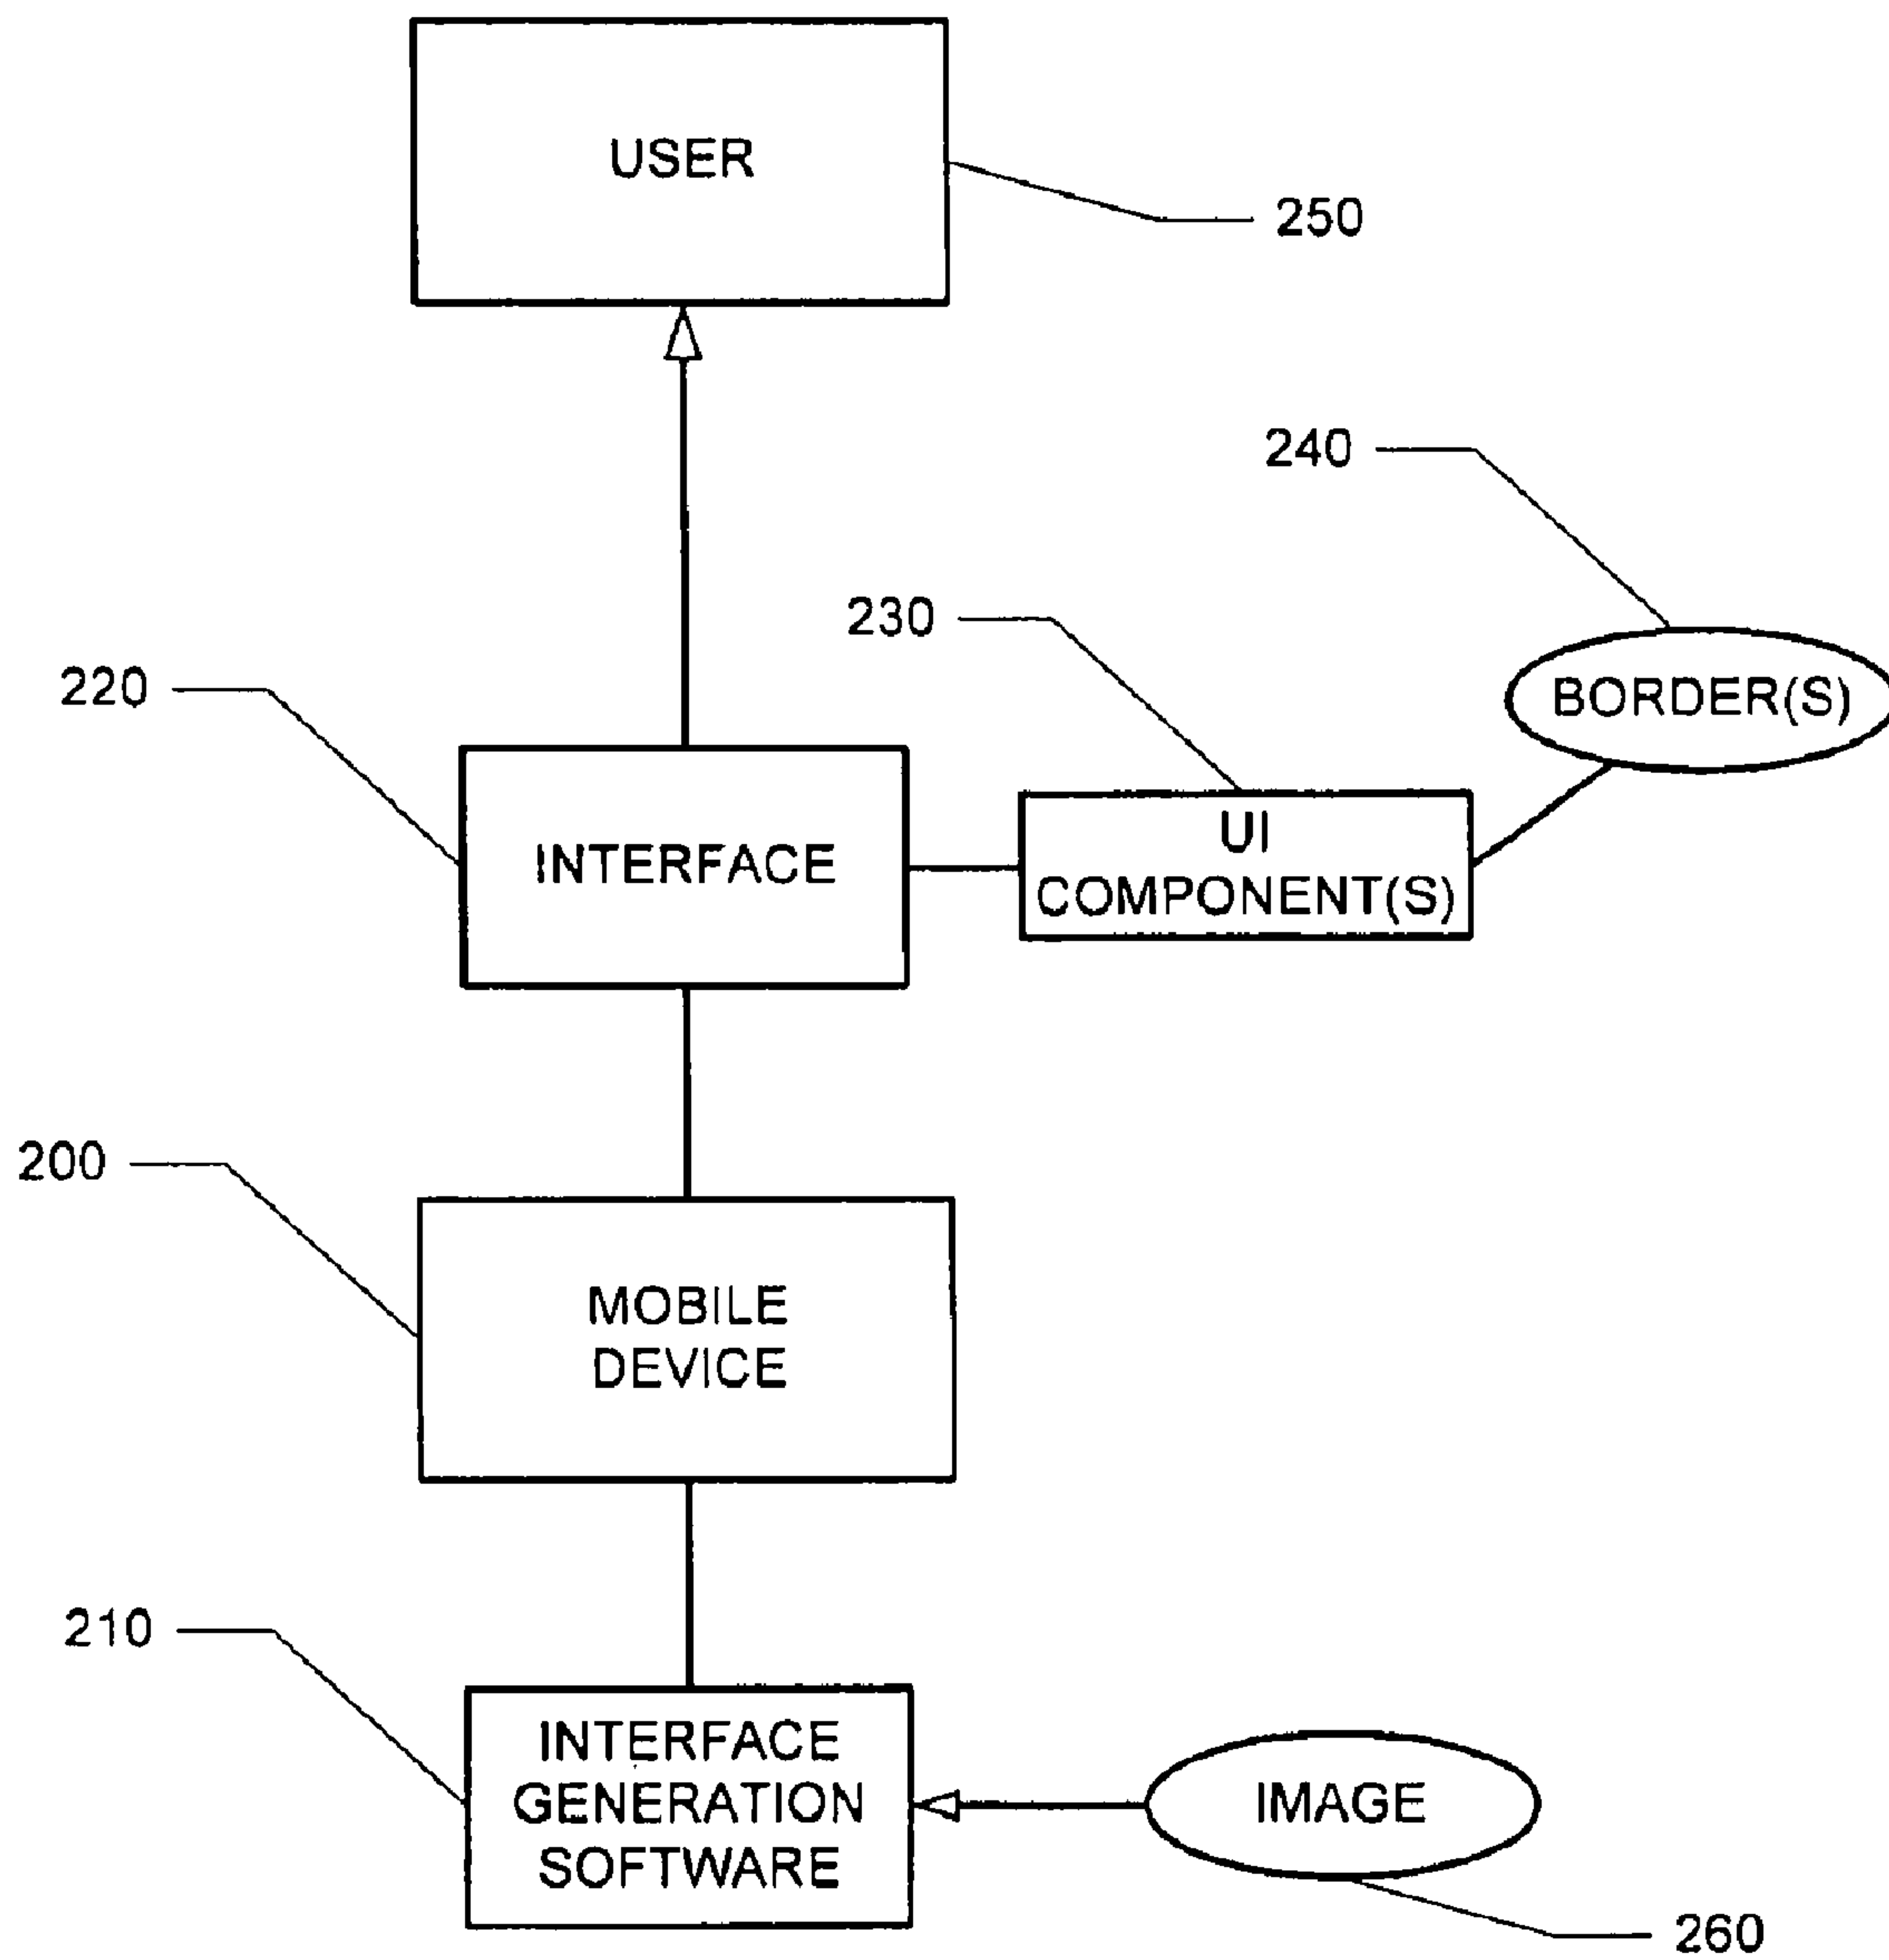 USER
250
240
230
BORDER(S)
220
UI
COMPONENT(S)
INTERFACE
200
MOBILE
DEVICE
210
INTERFACE
GENERATION
SOFTWARE
IMAGE
260